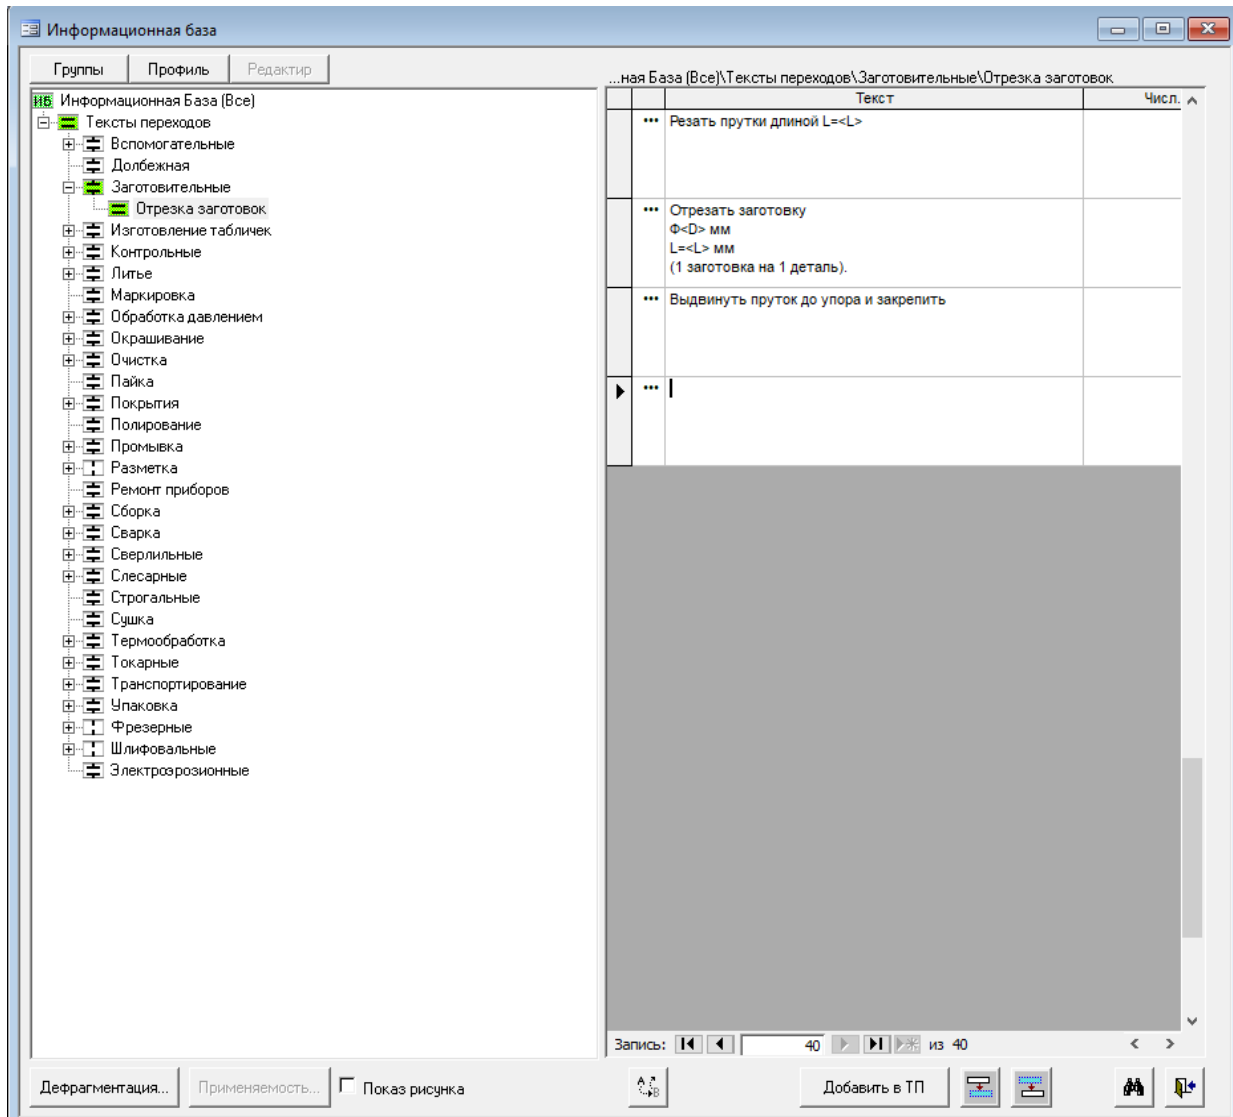 Информационная база
Группы
Профиль
Редактир
...ная База (Все)\Тексты переходов\Заготовительные\Отрезка заготовок
ИБ Информационная База (Все)
Тексты переходов
Вспомогательные
Долбежная
Заготовительные
Отрезка заготовок
Изготовление табличек
Контрольные
Литье
Маркировка
Обработка давлением
Окрашивание
Очистка
Пайка
Покрытия
Полирование
Промывка
Разметка
Ремонт приборов
Сборка
Сварка
Сверлильные
Слесарные
Строгальные
Сушка
Термообработка
Токарные
Транспортирование
Упаковка
Фрезерные
Шлифовальные
Электроэрозионные
Текст
Числ.
Резать прутки длиной L=<L>
Отрезать заготовку
Ф<D> мм
L=<L> мм
(1 заготовка на 1 деталь).
Выдвинуть пруток до упора и закрепить
Запись: 40 из 40
Дефрагментация...
Применяемость...
Показ рисунка
A B
Добавить в ТП